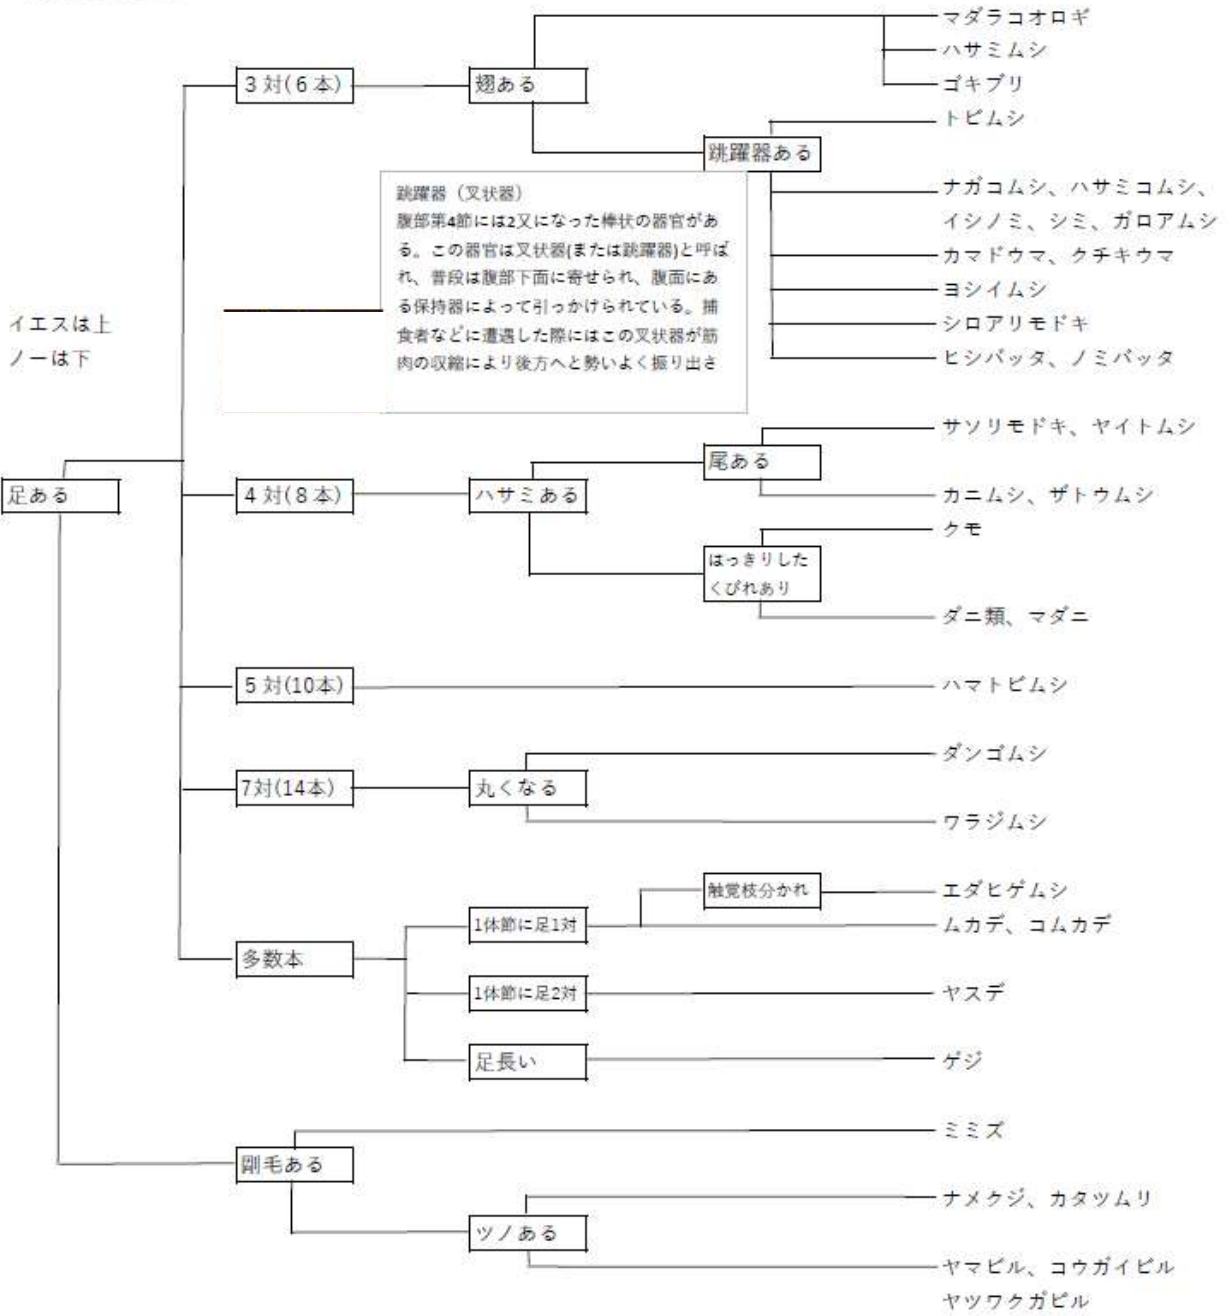 マダラコオロギ
ハサミムシ
3対(6本)
翅ある
ゴキブリ
トビムシ
跳躍器ある
跳躍器（叉状器）
腹部第4節には2又になった棒状の器官があ
る。この器官は叉状器(または跳躍器)と呼ば
れ、普段は腹部下面に寄せられ、腹面にあ
る保持器によって引っかけられている。捕
食者などに遭遇した際にはこの叉状器が筋
肉の収縮により後方へと勢いよく振り出さ
ナガコムシ、ハサミコムシ、
イシノミ、シミ、ガロアムシ
カマドウマ、クチキウマ
ヨシイムシ
シロアリモドキ
ヒシバッタ、ノミバッタ
イエスは上
ノーは下
サソリモドキ、ヤイトムシ
尾ある
足ある
4対(8本)
ハサミある
カニムシ、ザトウムシ
クモ
はっきりした
くびれあり
ダニ類、マダニ
5対(10本)
ハマトビムシ
ダンゴムシ
7対(14本)
丸くなる
ワラジムシ
触覚枝分かれ
エダヒゲムシ
1体節に足1対
ムカデ、コムカデ
多数本
1体節に足2対
ヤスデ
足長い
ゲジ
ミミズ
剛毛ある
ナメクジ、カタツムリ
ツノある
ヤマビル、コウガイビル
ヤツワクガビル